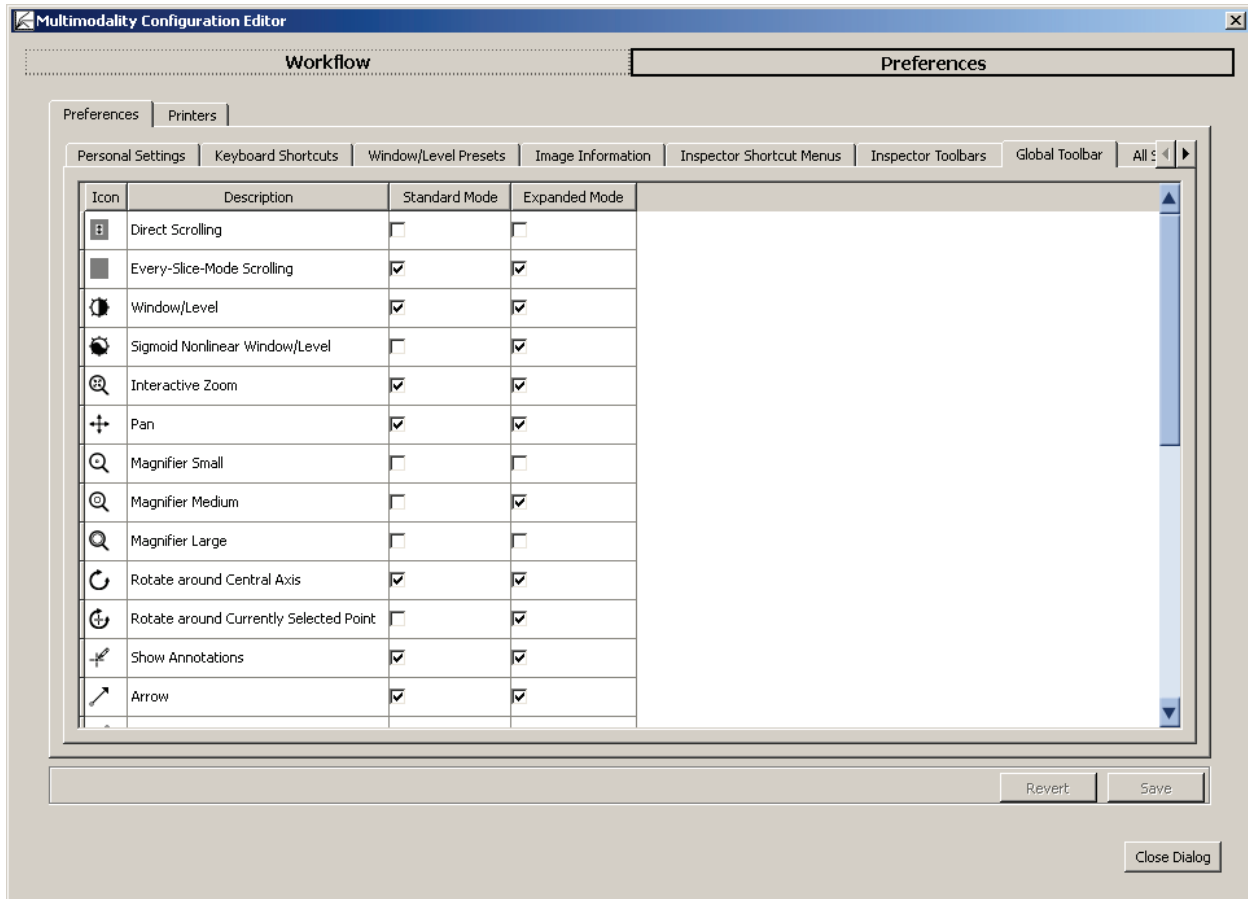 Multimodality Configuration Editor
Workflow Preferences
Preferences Printers
Personal Settings Keyboard Shortcuts Window/Level Presets Image Information Inspector Shortcut Menus Inspector Toolbars Global Toolbar All
Icon Description Standard Mode Expanded Mode
Direct Scrolling
Every-Slice-Mode Scrolling
Window/Level
Sigmoid Nonlinear Window/Level
Interactive Zoom
Pan
Magnifier Small
Magnifier Medium
Magnifier Large
Rotate around Central Axis
Rotate around Currently Selected Point
Show Annotations
Arrow
Revert Save
Close Dialog